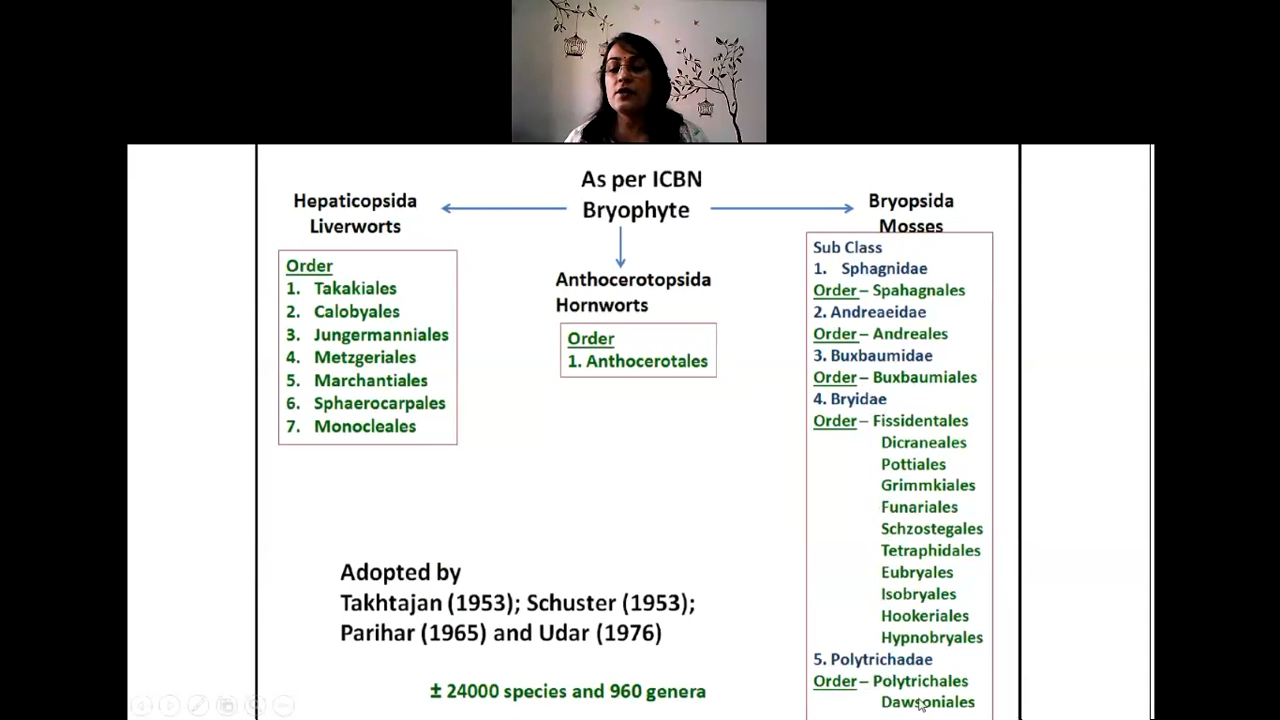 As per ICBN
Bryophyte
Hepaticopsida
Liverworts
Order
1. Takakiales
2. Calobyales
3. Jungermanniales
4. Metzgeriales
5. Marchantiales
6. Sphaerocarpales
7. Monocleales
Anthocerotopsida
Hornworts
Order
1. Anthocerotales
Bryopsida
Mosses
Sub Class
1. Sphagnidae
Order – Spahagnales
2. Andreaeidae
Order – Andreales
3. Buxbaumidae
Order – Buxbaumiales
4. Bryidae
Order – Fissidentales
Dicraneales
Pottiales
Grimmkiales
Funariales
Schzostegales
Tetraphidales
Eubryales
Isobryales
Hookeriales
Hypnobryales
5. Polytrichadae
Order – Polytrichales
Dawsoniales
Adopted by
Takhtajan (1953); Schuster (1953);
Parihar (1965) and Udar (1976)
± 24000 species and 960 genera